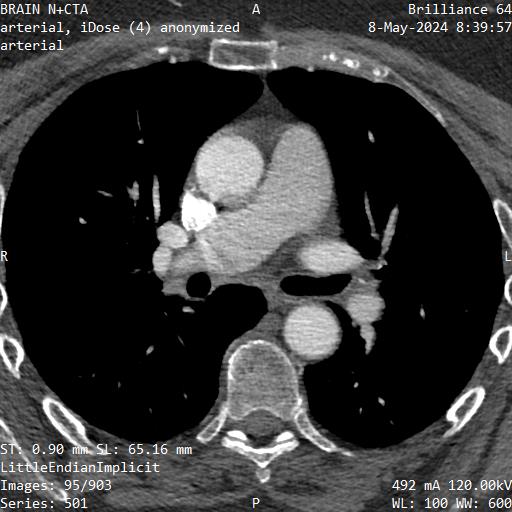 BRAIN N+CTA
A
Brilliance 64
arterial, iDose (4) anonymized
8-May-2024 8:39:57
arterial
R
L
ST: 0.90 mm SL: 65.16 mm
LittleEndianImplicit
Images: 95/903
492 mA 120.00kV
Series: 501
P
WL: 100 WW: 600